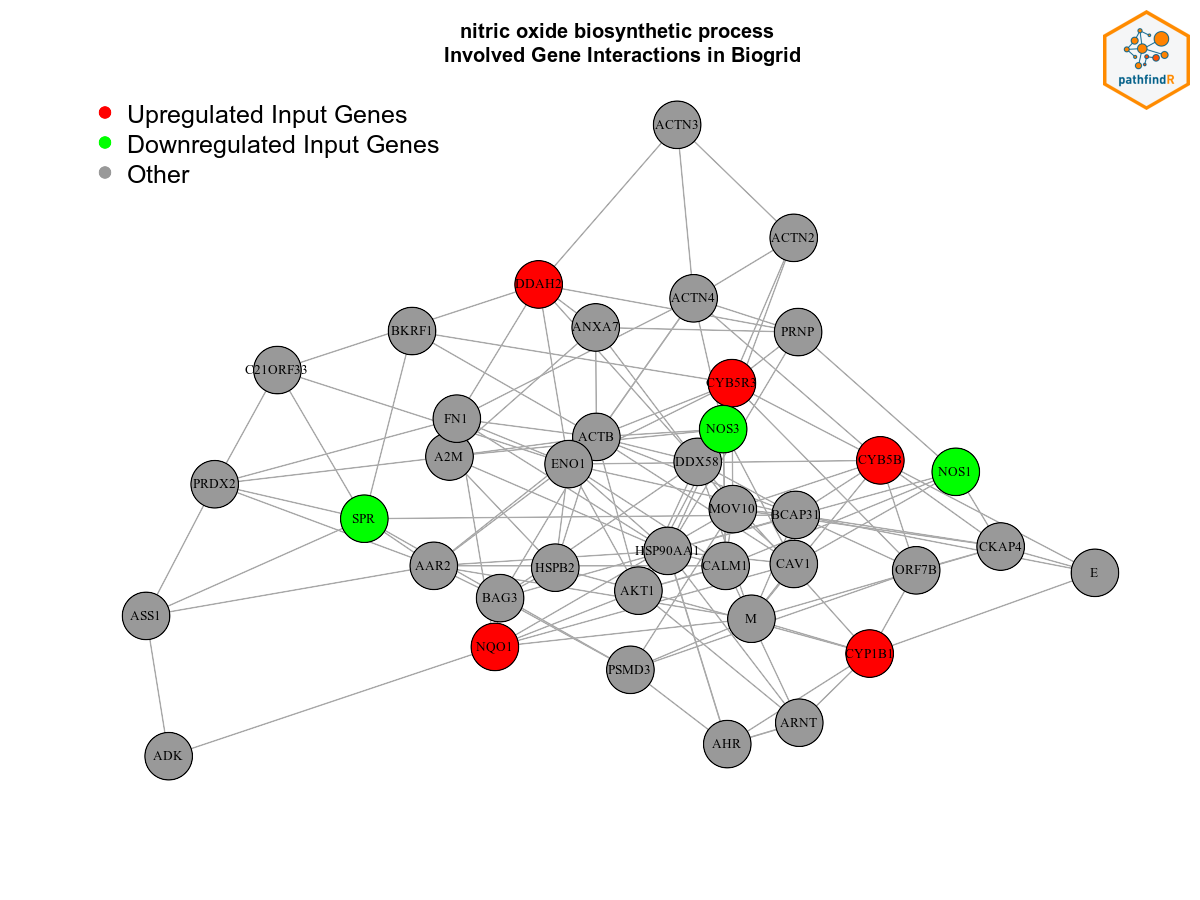 nitric oxide biosynthetic process
Involved Gene Interactions in Biogrid
pathfindR
Upregulated Input Genes
Downregulated Input Genes
Other
ACTN3
ACTN2
DDAH2
ACTN4
ANXA7
BKRF1
PRNP
C21ORF33
CYB5R3
FN1
NOS3
ACTB
A2M
ENO1
DDX58
CYB5B
NOS1
PRDX2
SPR
MOV10
BCAP31
HSP90AA1
CKAP4
AAR2
HSPB2
CALM1
CAV1
ORF7B
E
BAG3
AKT1
ASS1
M
NQO1
CYP1B1
PSMD3
ARNT
AHR
ADK